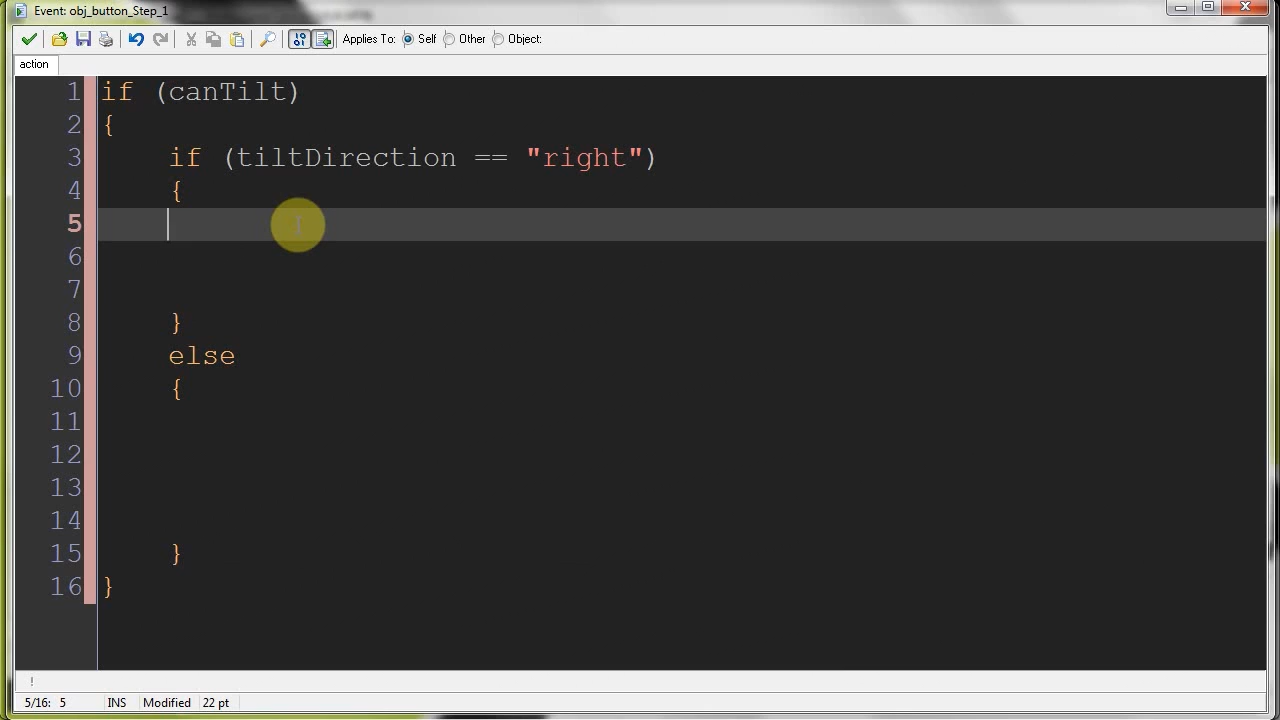 Event: obj_button_Step_1
Applies To: Self Other Object:
action
1 if (canTilt)
2 {
3 if (tiltDirection == "right")
4 {
5
6
7
8 }
9 else
10 {
11
12
13
14
15 }
16 }
!
5/16: 5 INS Modified 22 pt